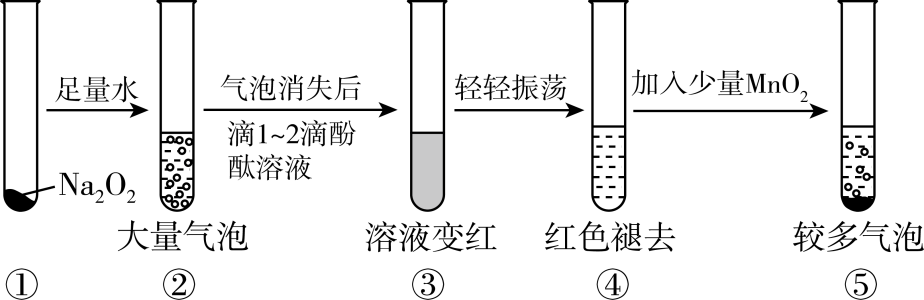 足量水
气泡消失后
滴1~2滴酚
酞溶液
轻轻振荡
加入少量MnO₂
Na₂O₂
大量气泡
溶液变红
红色褪去
较多气泡
①
②
③
④
⑤